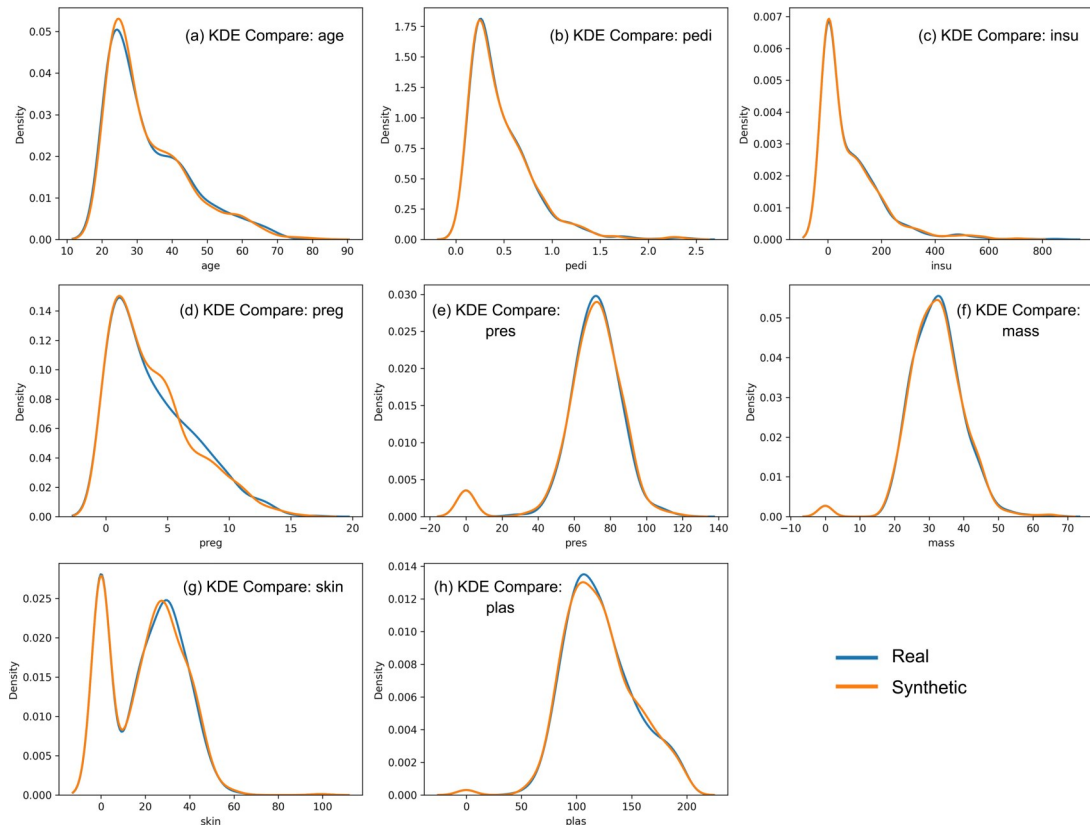 (a) KDE Compare: age
Density
0.05
0.04
0.03
0.02
0.01
0.00
10 20 30 40 50 60 70 80 90
age
(b) KDE Compare: pedi
Density
1.75
1.50
1.25
1.00
0.75
0.50
0.25
0.00
0.0 0.5 1.0 1.5 2.0 2.5
pedi
(c) KDE Compare: insu
Density
0.007
0.006
0.005
0.004
0.003
0.002
0.001
0.000
0 200 400 600 800
insu
(d) KDE Compare: preg
Density
0.14
0.12
0.10
0.08
0.06
0.04
0.02
0.00
0 5 10 15 20
preg
(e) KDE Compare:
pres
Density
0.030
0.025
0.020
0.015
0.010
0.005
0.000
−20 0 20 40 60 80 100 120 140
pres
(f) KDE Compare:
mass
Density
0.05
0.04
0.03
0.02
0.01
0.00
−10 0 10 20 30 40 50 60 70
mass
(g) KDE Compare: skin
Density
0.025
0.020
0.015
0.010
0.005
0.000
0 20 40 60 80 100
skin
(h) KDE Compare:
plas
Density
0.014
0.012
0.010
0.008
0.006
0.004
0.002
0.000
0 50 100 150 200
plas
Real
Synthetic